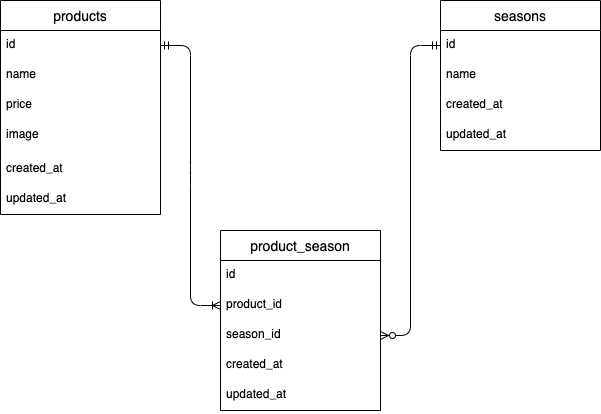 products
id
name
price
image
created_at
updated_at
seasons
id
name
created_at
updated_at
product_season
id
product_id
season_id
created_at
updated_at